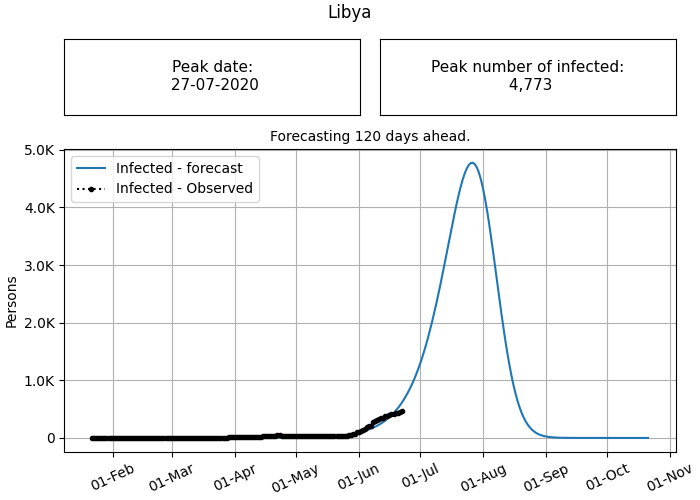 Libya
Peak date:
27-07-2020
Peak number of infected:
4,773
Forecasting 120 days ahead.
Infected - forecast
Infected - Observed
Persons
5.0K
4.0K
3.0K
2.0K
1.0K
0
01-Feb
01-Mar
01-Apr
01-May
01-Jun
01-Jul
01-Aug
01-Sep
01-Oct
01-Nov